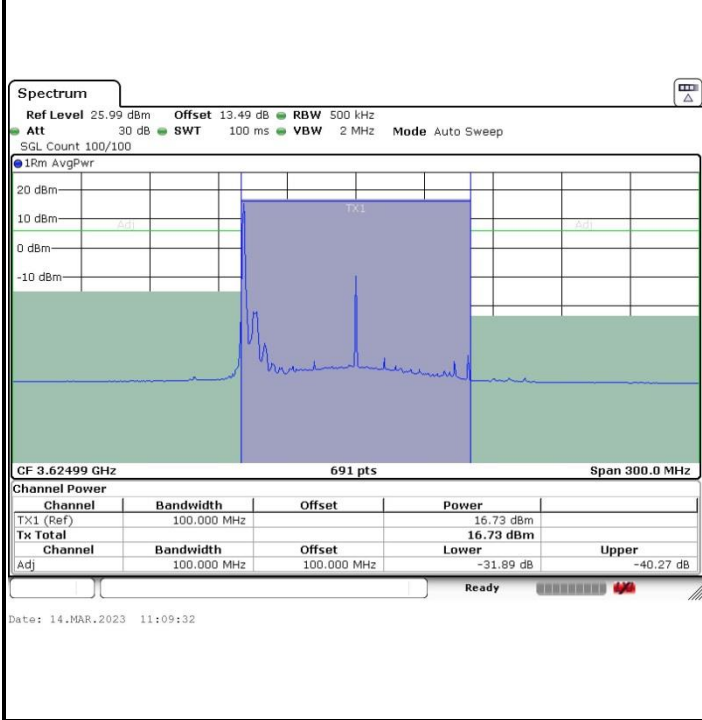 Spectrum
Ref Level 25.99 dBm Offset 13.49 dB RBW 500 kHz
Att 30 dB SWT 100 ms VBW 2 MHz Mode Auto Sweep
SGL Count 100/100
1Rm AvgPwr
20 dBm
TX1
10 dBm
Adj Adj
0 dBm
-10 dBm
CF 3.62499 GHz 691 pts Span 300.0 MHz
Channel Power
Channel Bandwidth Offset Power
TX1 (Ref) 100.000 MHz 16.73 dBm
Tx Total 16.73 dBm
Channel Bandwidth Offset Lower Upper
Adj 100.000 MHz 100.000 MHz -31.89 dB -40.27 dB
Ready
Date: 14.MAR.2023 11:09:32